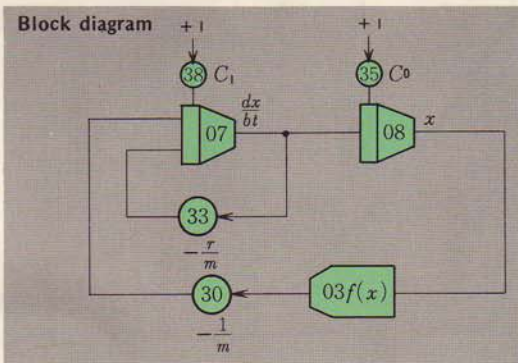 Block diagram
+1
+1
38 C₁
35 C⁰
dx
bt
07
08
x
33
-r/m
30
03f(x)
-1/m